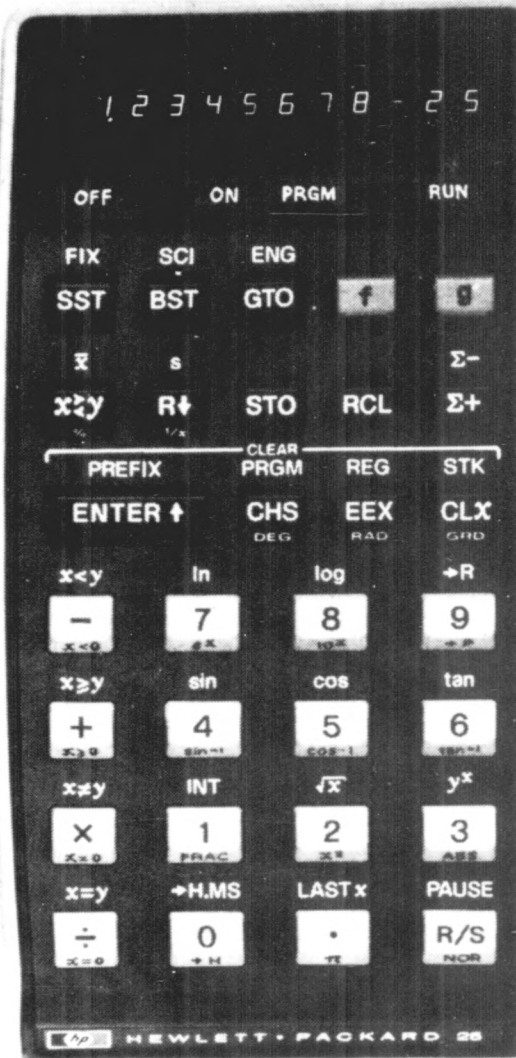 1.2345678-25
OFF ON PRGM RUN
FIX SCI ENG
SST BST GTO f g
x̄ s Σ−
x≷y R↓ STO RCL Σ+
% 1/x
CLEAR
PREFIX PRGM REG STK
ENTER ↑ CHS EEX CLX
DEG RAD GRD
x<y ln log →R
− 7 8 9
x<0 eˣ 10ˣ →P
x≥y sin cos tan
+ 4 5 6
x≥0 sin⁻¹ cos⁻¹ tan⁻¹
x≠y INT √x yˣ
× 1 2 3
x≠0 FRAC x² ABS
x=y →H.MS LAST x PAUSE
÷ 0 · R/S
x=0 →H π NOR
hp HEWLETT · PACKARD 25